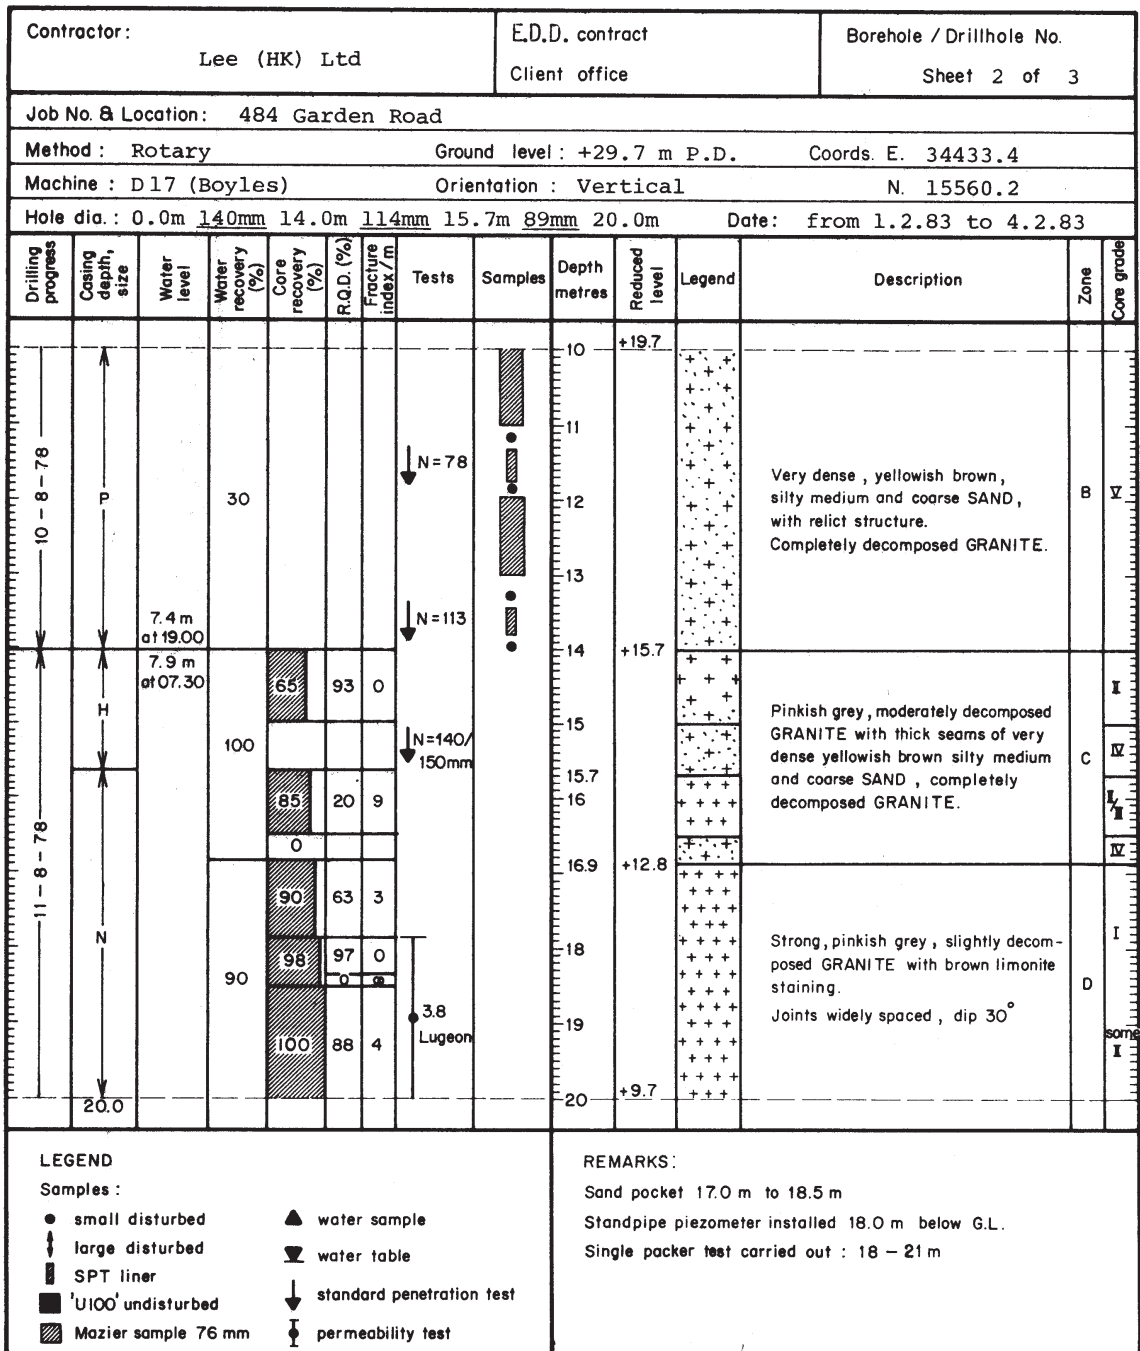 Contractor:
Lee (HK) Ltd
E.D.D. contract
Client office
Borehole / Drillhole No.
Sheet 2 of 3
Job No. & Location: 484 Garden Road
Method : Rotary Ground level : +29.7 m P.D. Coords. E. 34433.4
Machine : D17 (Boyles) Orientation : Vertical N. 15560.2
Hole dia.: 0.0m 140mm 14.0m 114mm 15.7m 89mm 20.0m Date: from 1.2.83 to 4.2.83
Drilling progress
Casing depth, size
Water level
Water recovery (%)
Core recovery (%)
R.Q.D. (%)
Fracture index / m
Tests
Samples
Depth metres
Reduced level
Legend
Description
Zone
Core grade
10-8-78
11-8-78
P
H
N
20.0
7.4 m
at 19.00
7.9 m
at 07.30
30
100
90
65 93 0
85 20 9
0
90 63 3
98 97 0
0 ∞
100 88 4
N=78
N=113
N=140/
150mm
3.8
Lugeon
10
11
12
13
14
15
15.7
16
16.9
18
19
20
+19.7
+15.7
+12.8
+9.7
Very dense, yellowish brown,
silty medium and coarse SAND,
with relict structure.
Completely decomposed GRANITE.
B
V
Pinkish grey, moderately decomposed
GRANITE with thick seams of very
dense yellowish brown silty medium
and coarse SAND, completely
decomposed GRANITE.
C
II
IV
IV
Strong, pinkish grey, slightly decom-
posed GRANITE with brown limonite
staining.
Joints widely spaced, dip 30°
D
I
some
II
LEGEND
Samples :
small disturbed
large disturbed
SPT liner
'U100' undisturbed
Mazier sample 76 mm
water sample
water table
standard penetration test
permeability test
REMARKS:
Sand pocket 17.0 m to 18.5 m
Standpipe piezometer installed 18.0 m below G.L.
Single packer test carried out : 18 – 21 m